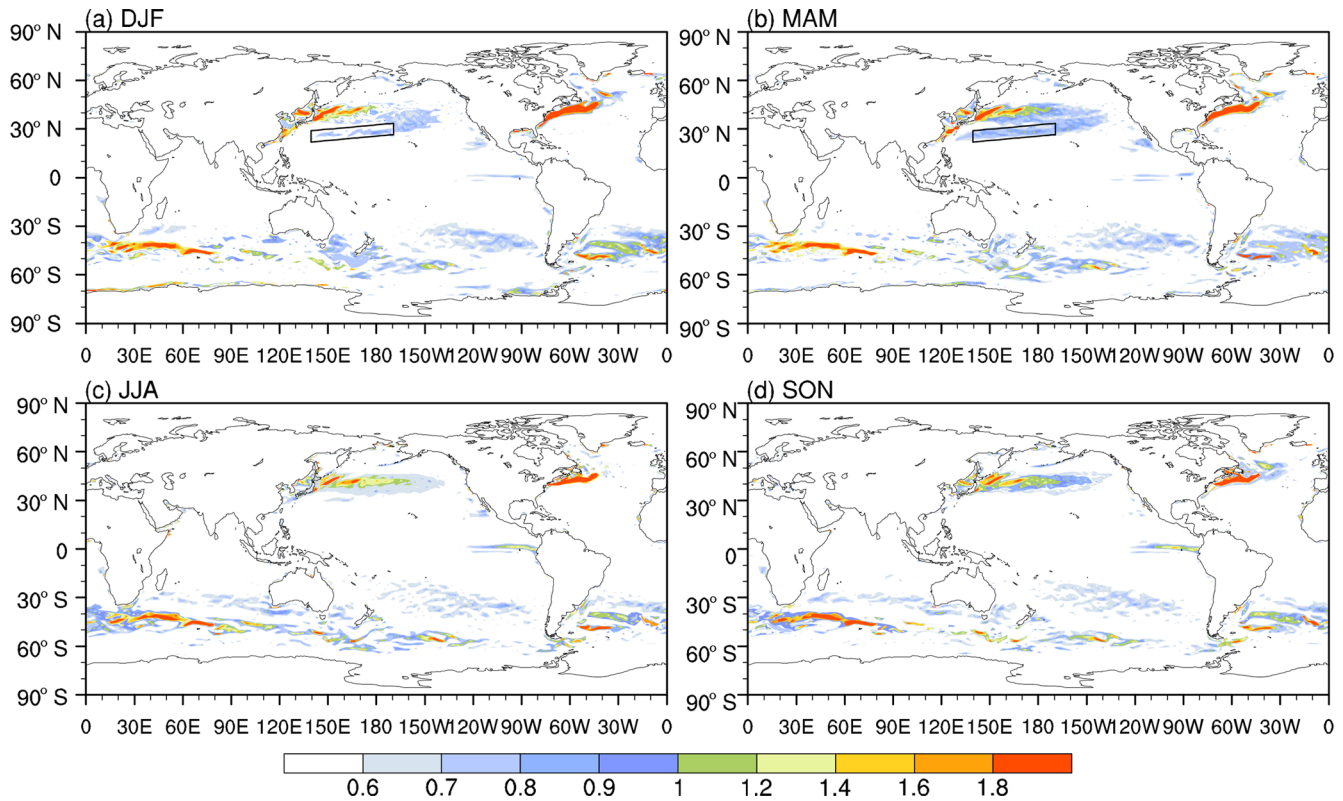 (a) DJF
90° N
60° N
30° N
0
30° S
60° S
90° S
0 30E 60E 90E 120E 150E 180 150W 120W 90W 60W 30W 0
(b) MAM
90° N
60° N
30° N
0
30° S
60° S
90° S
0 30E 60E 90E 120E 150E 180 150W 120W 90W 60W 30W 0
(c) JJA
90° N
60° N
30° N
0
30° S
60° S
90° S
0 30E 60E 90E 120E 150E 180 150W 120W 90W 60W 30W 0
(d) SON
90° N
60° N
30° N
0
30° S
60° S
90° S
0 30E 60E 90E 120E 150E 180 150W 120W 90W 60W 30W 0
0.6 0.7 0.8 0.9 1 1.2 1.4 1.6 1.8